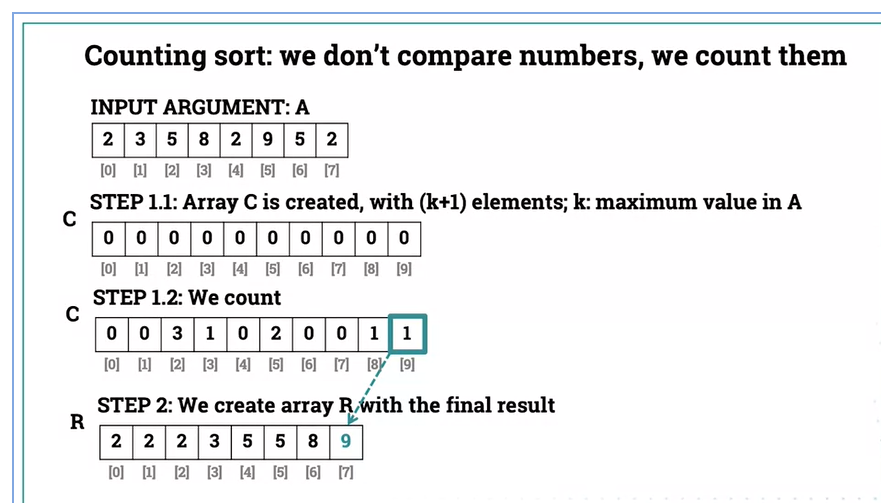 Counting sort: we don't compare numbers, we count them
INPUT ARGUMENT: A
2 3 5 8 2 9 5 2
[0] [1] [2] [3] [4] [5] [6] [7]
STEP 1.1: Array C is created, with (k+1) elements; k: maximum value in A
C
0 0 0 0 0 0 0 0 0 0
[0] [1] [2] [3] [4] [5] [6] [7] [8] [9]
STEP 1.2: We count
C
0 0 3 1 0 2 0 0 1 1
[0] [1] [2] [3] [4] [5] [6] [7] [8] [9]
STEP 2: We create array R with the final result
R
2 2 2 3 5 5 8 9
[0] [1] [2] [3] [4] [5] [6] [7]